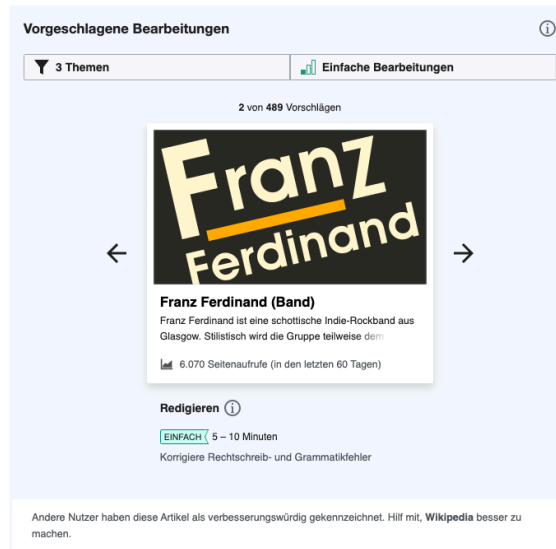 Vorgeschlagene Bearbeitungen
3 Themen
Einfache Bearbeitungen
2 von 489 Vorschlägen
Franz
Ferdinand
Franz Ferdinand (Band)
Franz Ferdinand ist eine schottische Indie-Rockband aus
Glasgow. Stilistisch wird die Gruppe teilweise dem
6.070 Seitenaufrufe (in den letzten 60 Tagen)
Redigieren
EINFACH 5 – 10 Minuten
Korrigiere Rechtschreib- und Grammatikfehler
Andere Nutzer haben diese Artikel als verbesserungswürdig gekennzeichnet. Hilf mit, Wikipedia besser zu
machen.